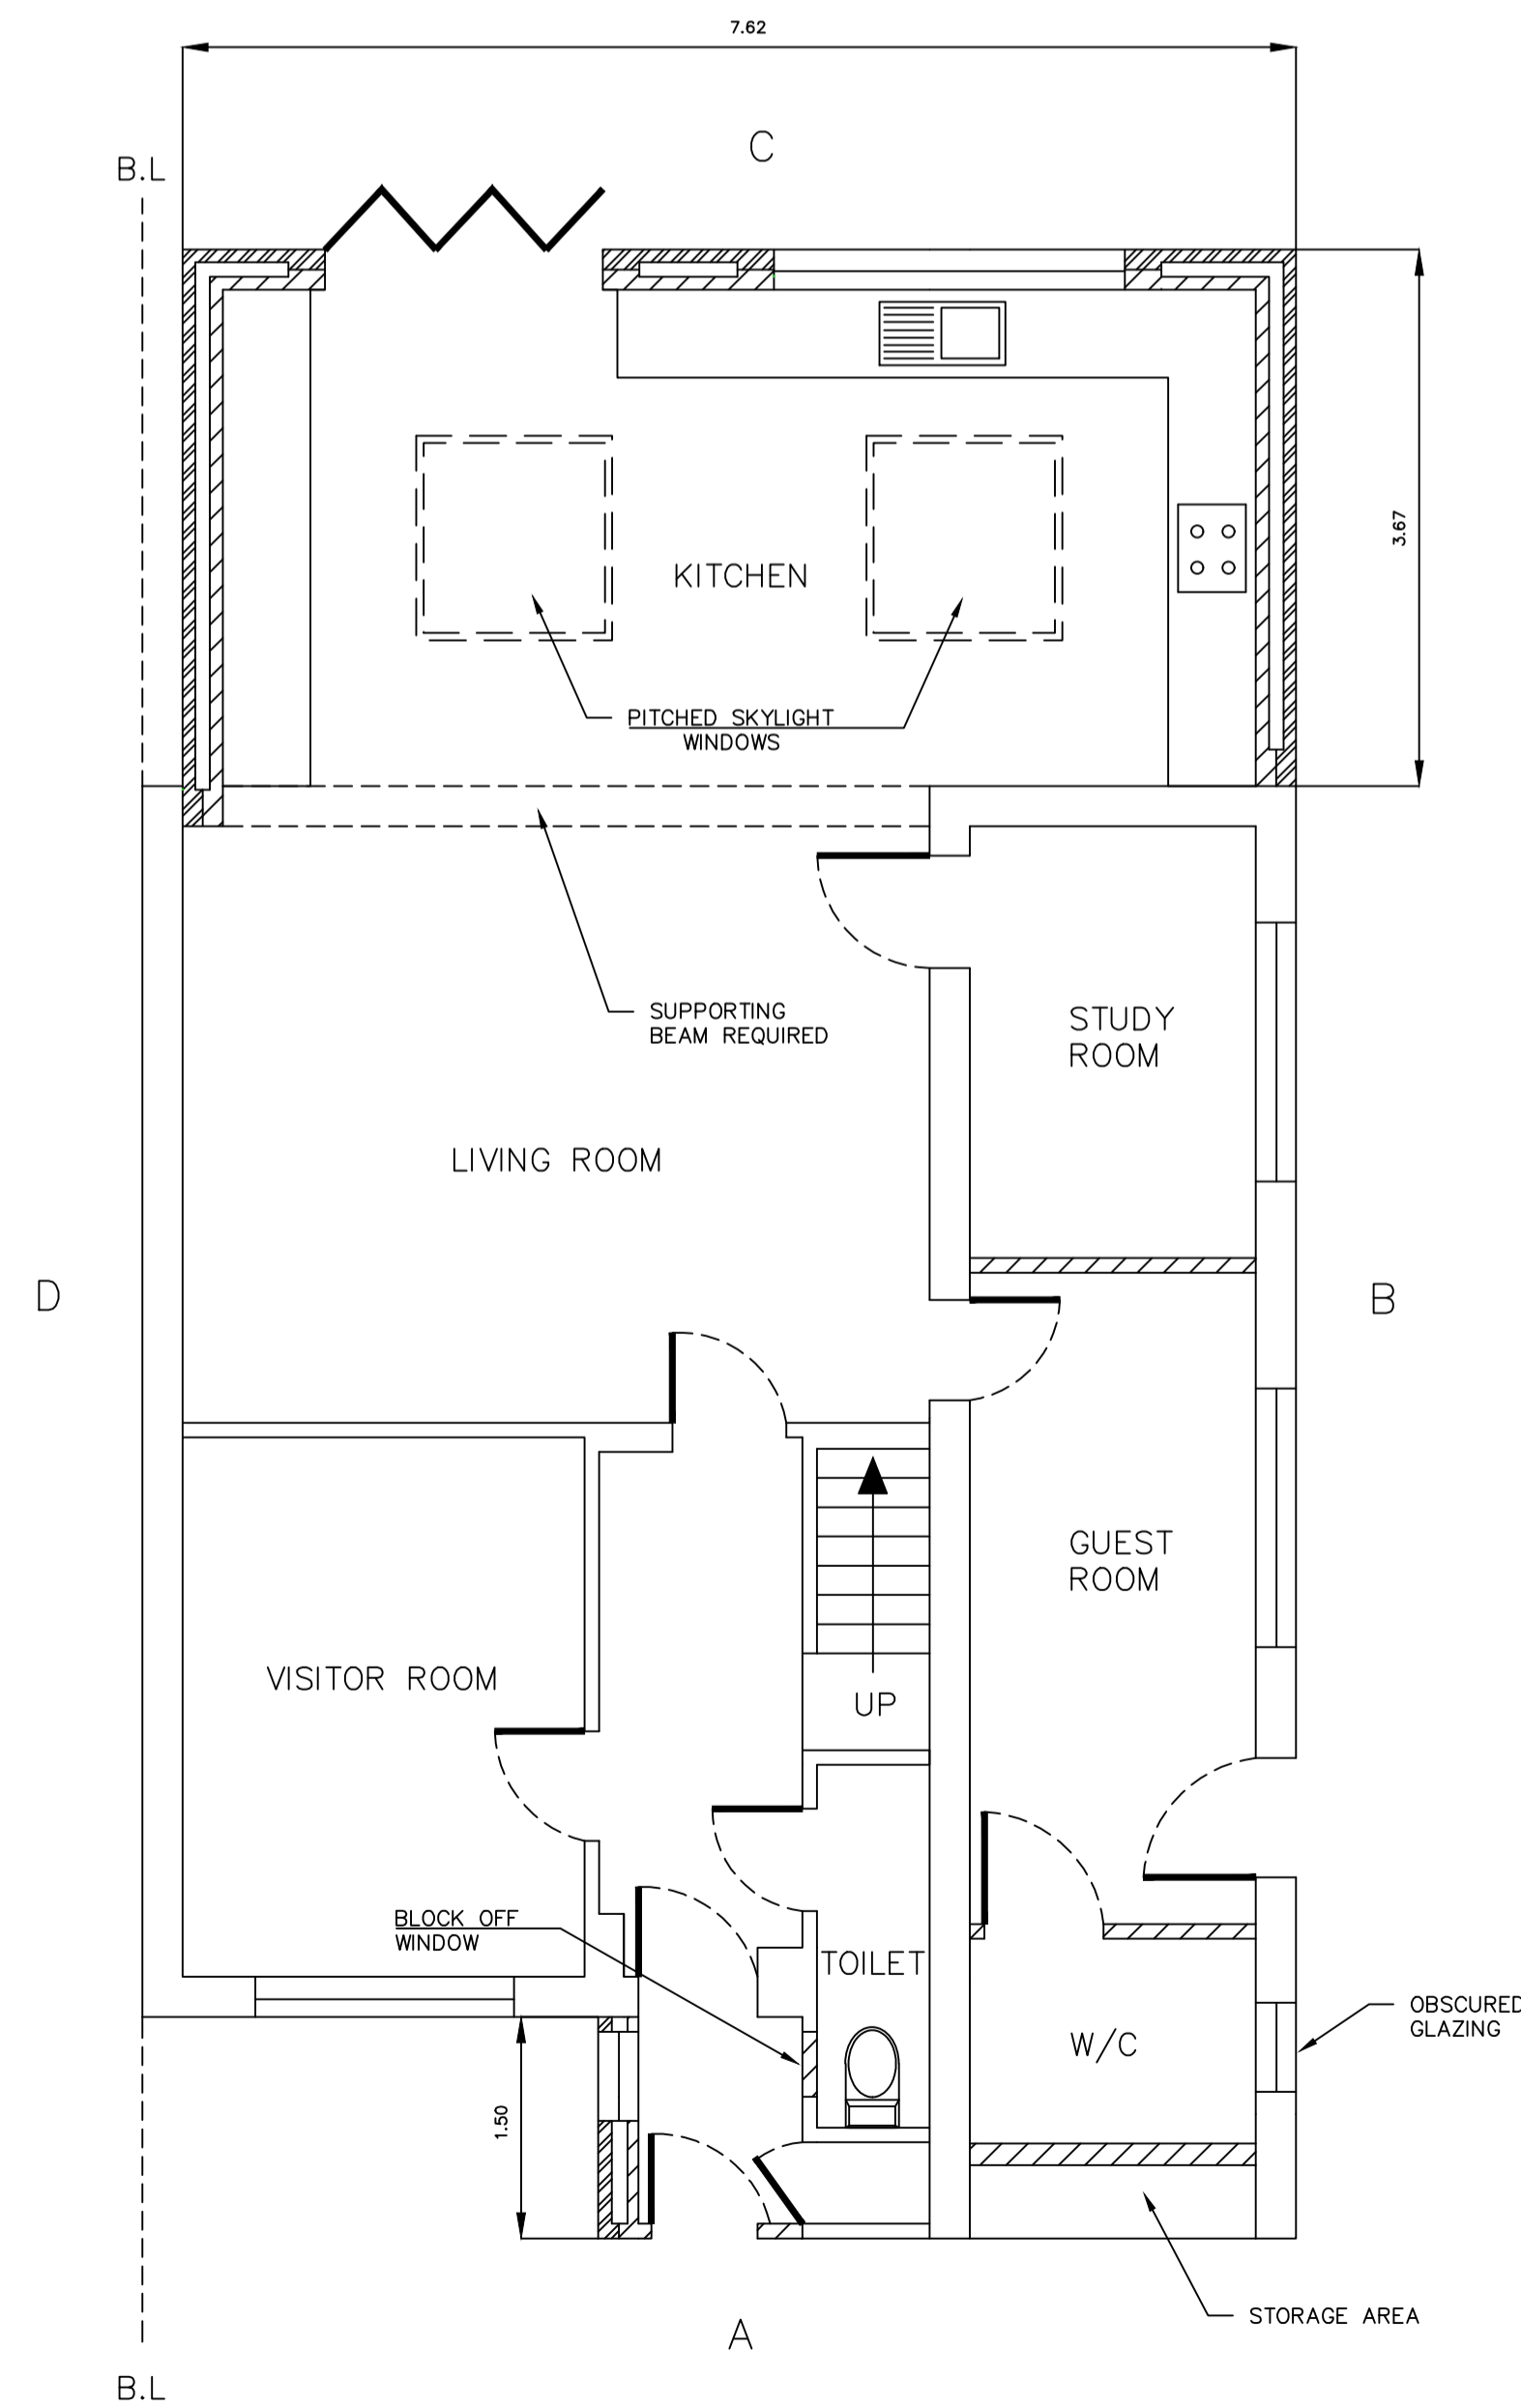 7.62
C
B.L
3.67
KITCHEN
PITCHED SKYLIGHT
WINDOWS
SUPPORTING
BEAM REQUIRED
STUDY
ROOM
LIVING ROOM
D
B
GUEST
ROOM
VISITOR ROOM
UP
BLOCK OFF
WINDOW
TOILET
OBSCURED
GLAZING
W/C
1.50
STORAGE AREA
A
B.L